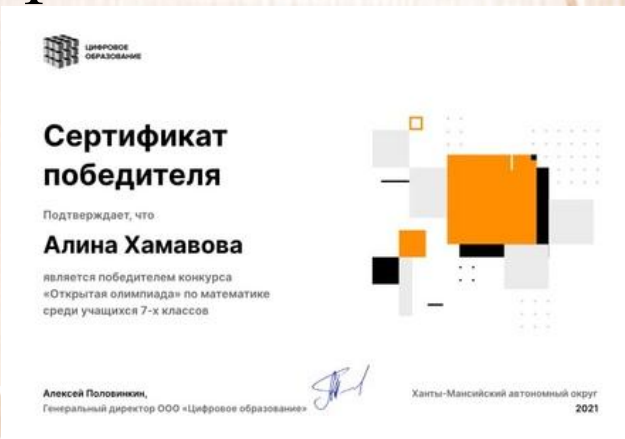 ЦИФРОВОЕ
ОБРАЗОВАНИЕ
Сертификат
победителя
Подтверждает, что
Алина Хамавова
является победителем конкурса
«Открытая олимпиада» по математике
среди учащихся 7-х классов
Алексей Половинкин,
Генеральный директор ООО «Цифровое образование»
Ханты-Мансийский автономный округ
2021